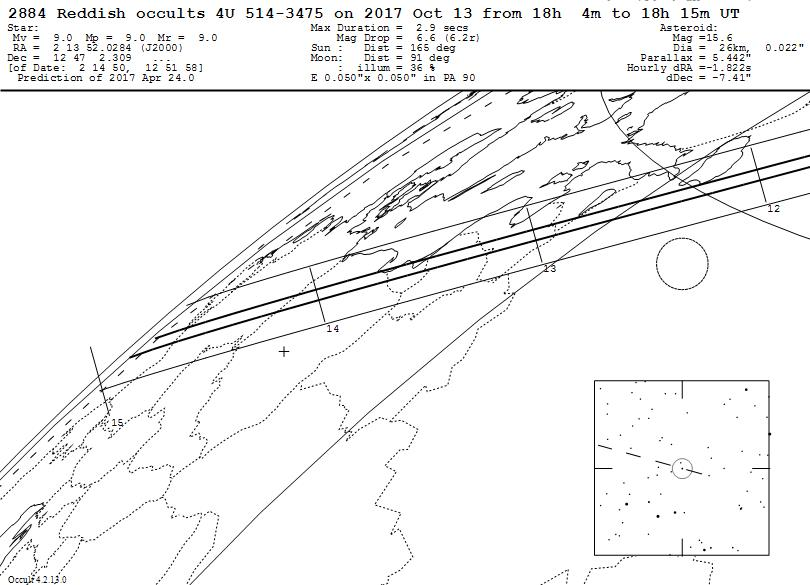 2884 Reddish occults 4U 514-3475 on 2017 Oct 13 from 18h  4m to 18h 15m UT
Star:
Mv =  9.0  Mp =  9.0  Mr =  9.0
RA =  2 13 52.0284 (J2000)
Dec = 12 47  2.309   ...
[of Date:  2 14 50,  12 51 58]
Prediction of 2017 Apr 24.0
Max Duration =  2.9 secs
Mag Drop =  6.6 (6.2r)
Sun :   Dist = 165 deg
Moon:   Dist = 91 deg
:   illum = 36 %
E 0.050"x 0.050" in PA 90
Asteroid:
Mag =15.6
Dia =  26km,  0.022"
Parallax = 5.442"
Hourly dRA =-1.822s
dDec = -7.41"
12
13
14
15
Occult 4.2.13.0